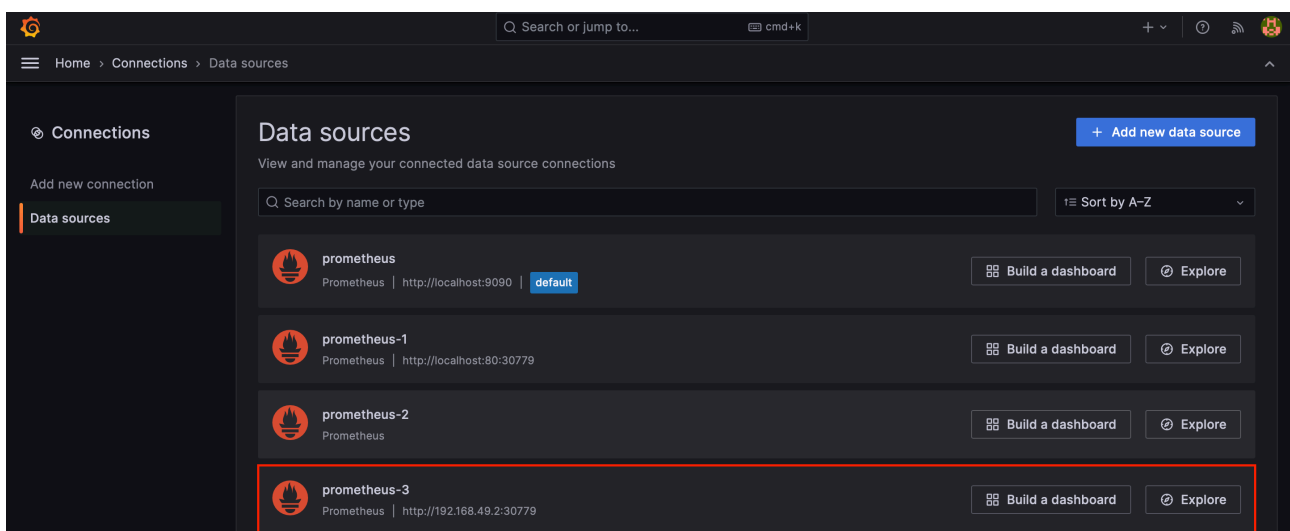 Search or jump to... cmd+k
Home › Connections › Data sources
Connections
Add new connection
Data sources
Data sources
+ Add new data source
View and manage your connected data source connections
Search by name or type
Sort by A–Z
prometheus
Prometheus | http://localhost:9090 | default
Build a dashboard
Explore
prometheus-1
Prometheus | http://localhost:80:30779
Build a dashboard
Explore
prometheus-2
Prometheus
Build a dashboard
Explore
prometheus-3
Prometheus | http://192.168.49.2:30779
Build a dashboard
Explore